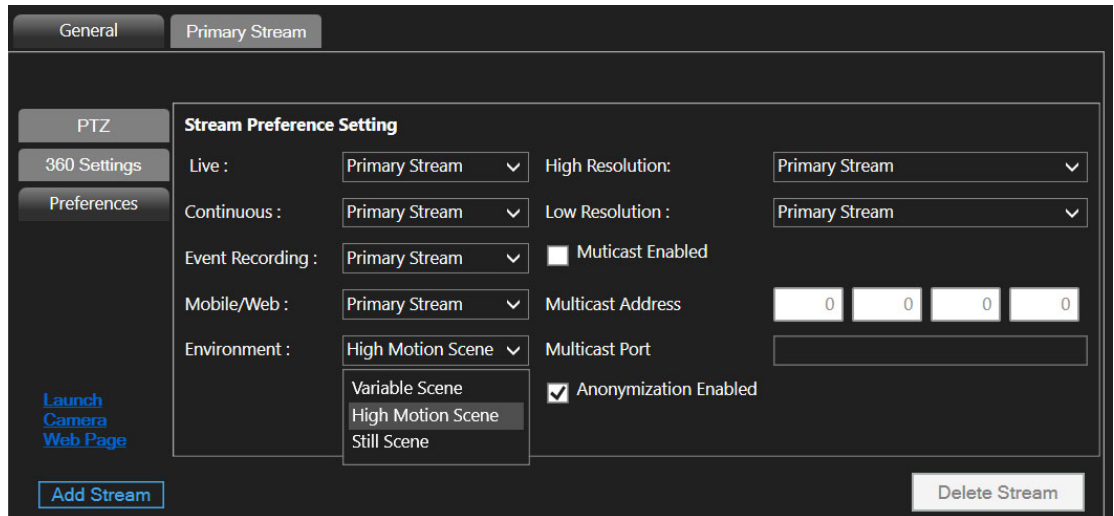 General
Primary Stream
PTZ
360 Settings
Preferences
Launch
Camera
Web Page
Stream Preference Setting
Live : Primary Stream High Resolution: Primary Stream
Continuous : Primary Stream Low Resolution : Primary Stream
Event Recording : Primary Stream Muticast Enabled
Mobile/Web : Primary Stream Multicast Address 0 0 0 0
Environment : High Motion Scene Multicast Port
Variable Scene Anonymization Enabled
High Motion Scene
Still Scene
Add Stream
Delete Stream